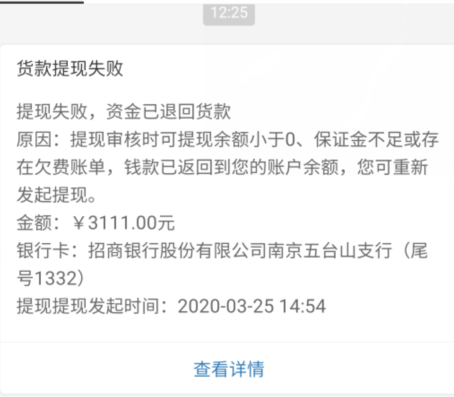 12:25
货款提现失败
提现失败，资金已退回货款
原因：提现审核时可提现余额小于0、保证金不足或存
在欠费账单，钱款已返回到您的账户余额，您可重新
发起提现。
金额：￥3111.00元
银行卡：招商银行股份有限公司南京五台山支行（尾
号1332）
提现提现发起时间：2020-03-25 14:54
查看详情